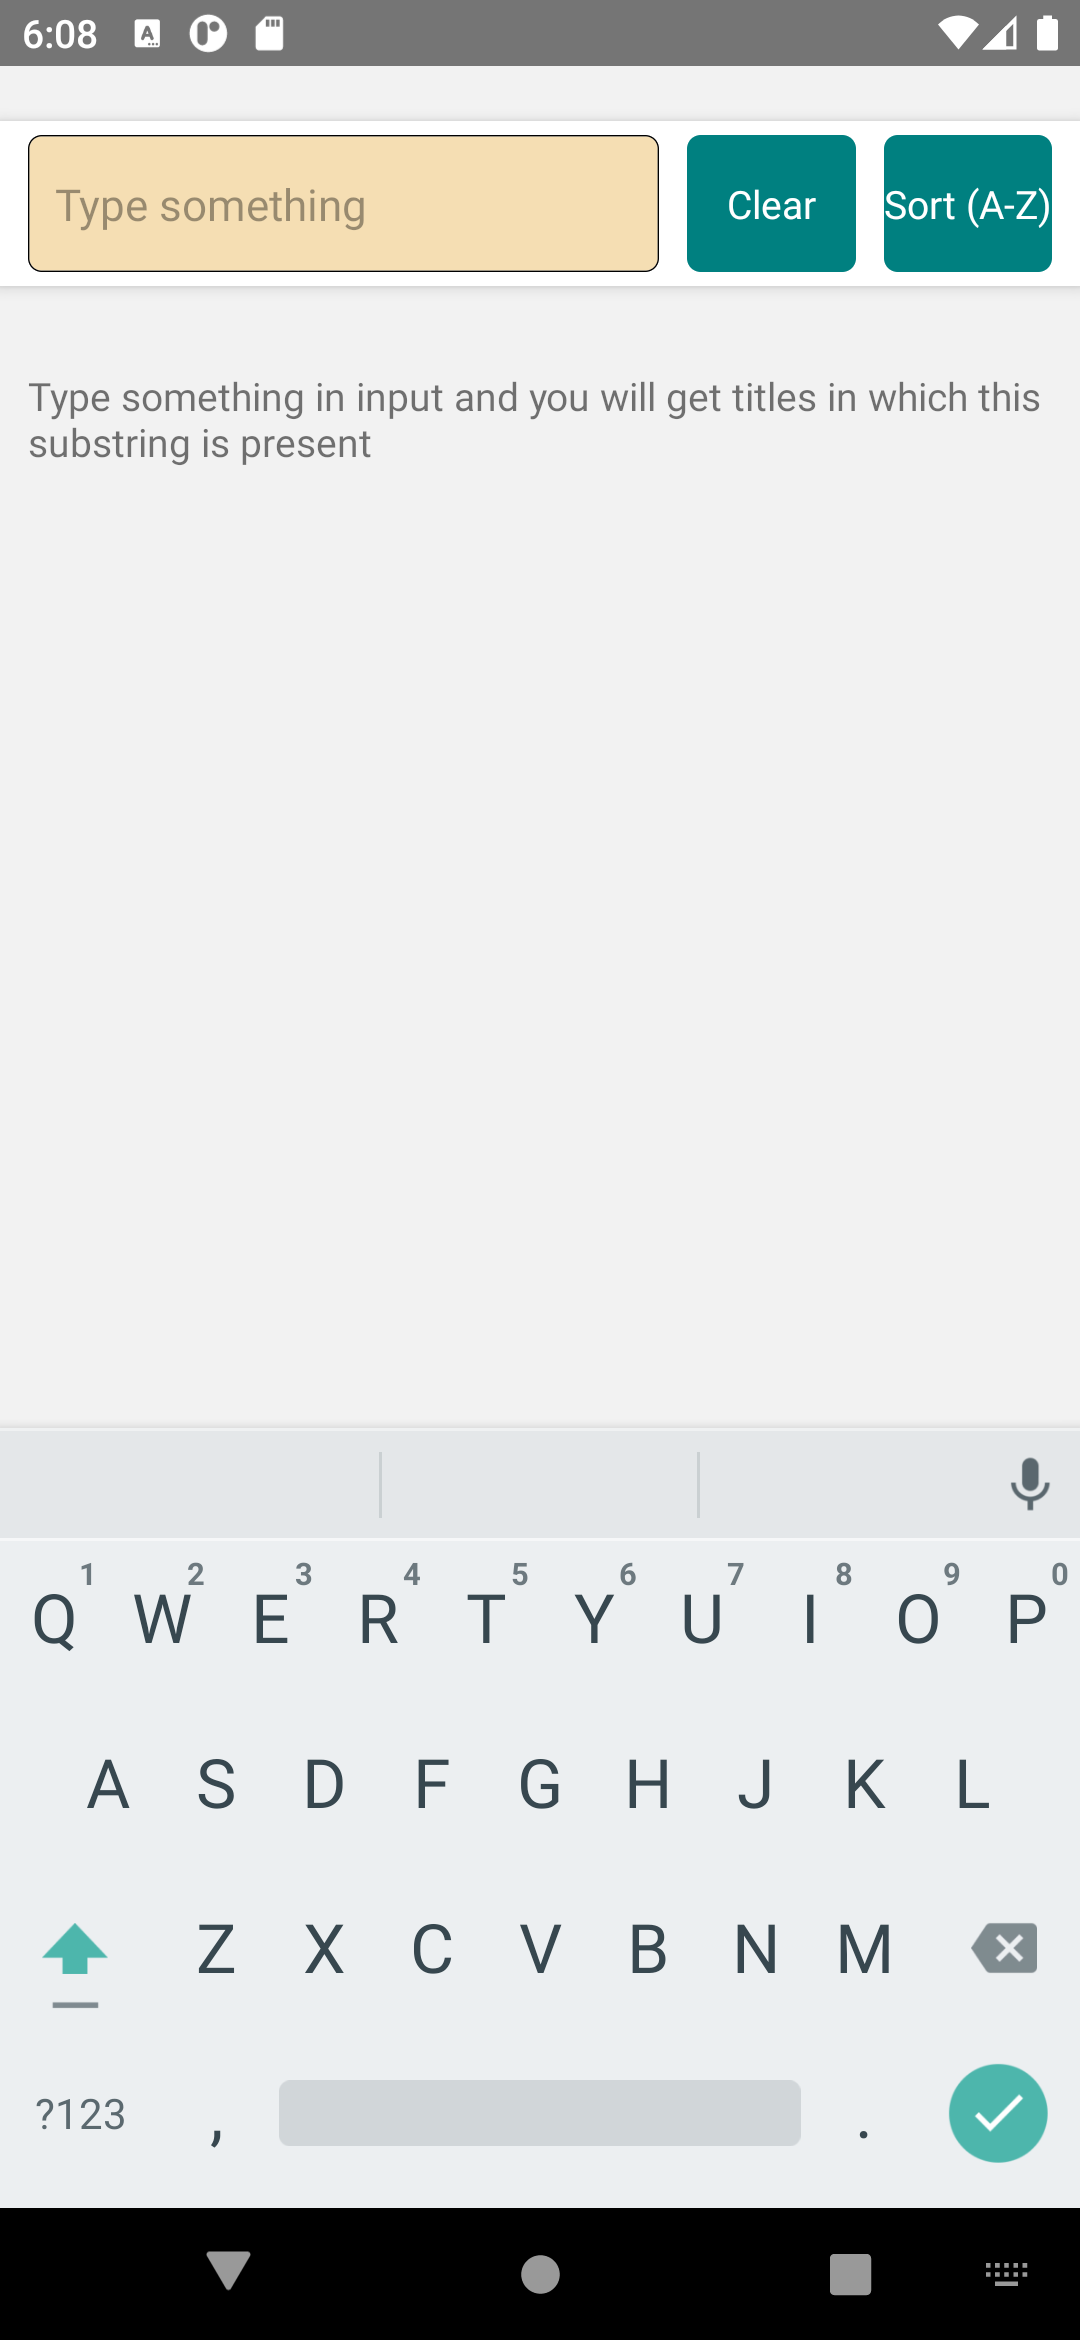 6:08
Type something
Clear
Sort (A-Z)
Type something in input and you will get titles in which this
substring is present
1 2 3 4 5 6 7 8 9 0
Q W E R T Y U I O P
A S D F G H J K L
Z X C V B N M
?123 , .